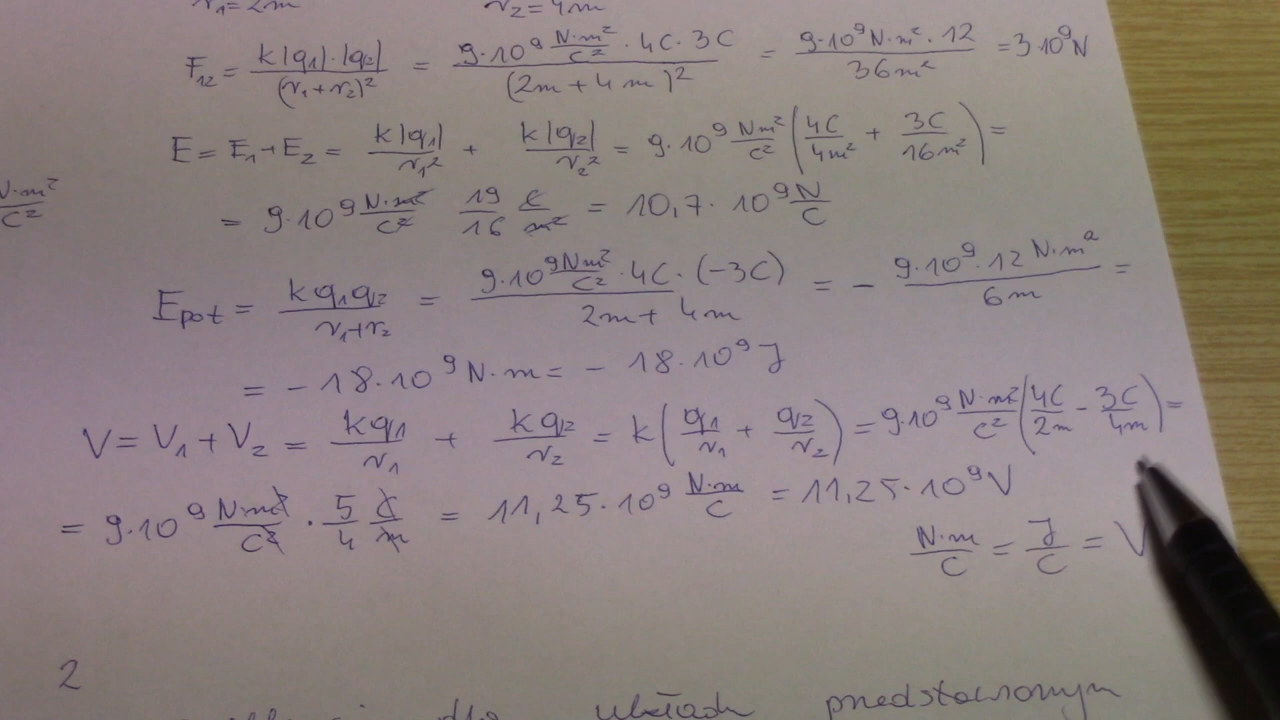 r₁=2m r₂=4m
F₁₂ = k|q₁|·|q₂| / (r₁+r₂)² = 9·10⁹ N·m²/C² · 4C · 3C / (2m + 4m)² = 9·10⁹ N·m² · 12 / 36m² = 3·10⁹ N
E = E₁+E₂ = k|q₁| / r₁² + k|q₂| / r₂² = 9·10⁹ Nm²/C² (4C/4m² + 3C/16m²) =
N·m²/C²
= 9·10⁹ N·m²/C² 19/16 C/m² = 10,7·10⁹ N/C
E pot = kq₁q₂ / r₁+r₂ = 9·10⁹ Nm²/C² · 4C · (-3C) / 2m + 4m = - 9·10⁹·12 N·m² / 6m =
= - 18·10⁹ N·m = - 18·10⁹ J
V = V₁ + V₂ = kq₁/r₁ + kq₂/r₂ = k(q₁/r₁ + q₂/r₂) = 9·10⁹ N·m²/C² (4C/2m - 3C/4m) =
= 9·10⁹ N·m²/C² · 5/4 C/m = 11,25·10⁹ N·m/C = 11,25·10⁹ V
N·m/C = J/C = V
2
dla układu przedstawionym